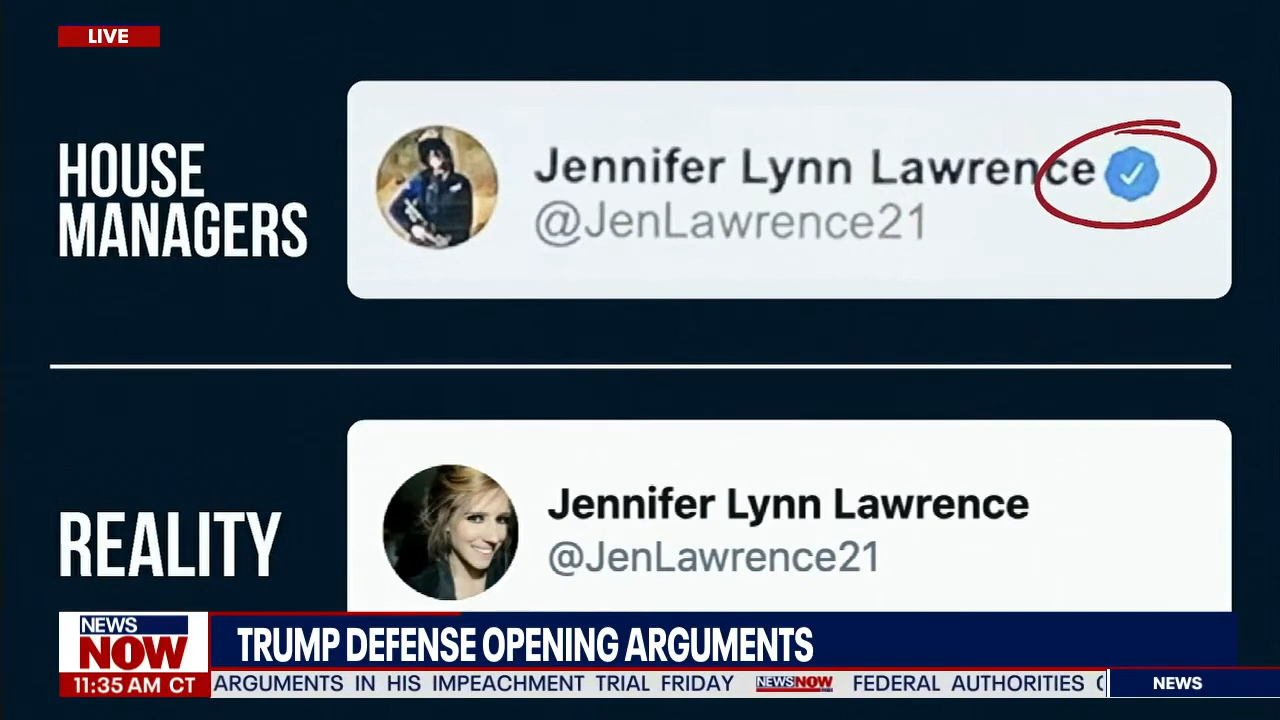 LIVE
HOUSE
MANAGERS
Jennifer Lynn Lawrence
@JenLawrence21
REALITY
Jennifer Lynn Lawrence
@JenLawrence21
NEWS
NOW
TRUMP DEFENSE OPENING ARGUMENTS
11:35 AM CT
ARGUMENTS IN HIS IMPEACHMENT TRIAL FRIDAY NEWSNOW FEDERAL AUTHORITIES
NEWS